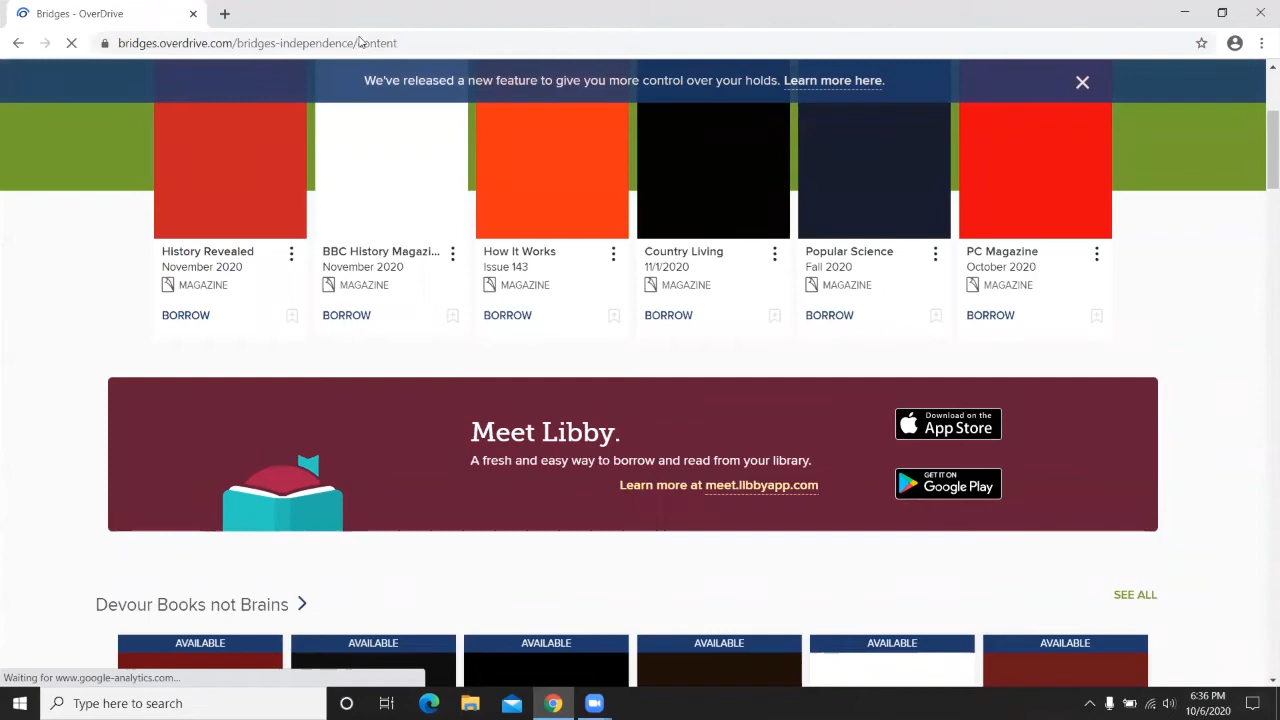 Bridges - OverDrive
bridges.overdrive.com/bridges-independence/content
We've released a new feature to give you more control over your holds. Learn more here.
History Revealed
November 2020
MAGAZINE
BORROW
BBC History Magazi...
November 2020
MAGAZINE
BORROW
How It Works
Issue 143
MAGAZINE
BORROW
Country Living
11/1/2020
MAGAZINE
BORROW
Popular Science
Fall 2020
MAGAZINE
BORROW
PC Magazine
October 2020
MAGAZINE
BORROW
Meet Libby.
A fresh and easy way to borrow and read from your library.
Learn more at meet.libbyapp.com
Download on the
App Store
GET IT ON
Google Play
Devour Books not Brains
SEE ALL
AVAILABLE
AVAILABLE
AVAILABLE
AVAILABLE
AVAILABLE
AVAILABLE
Waiting for www.google-analytics.com...
Type here to search
6:36 PM
10/6/2020